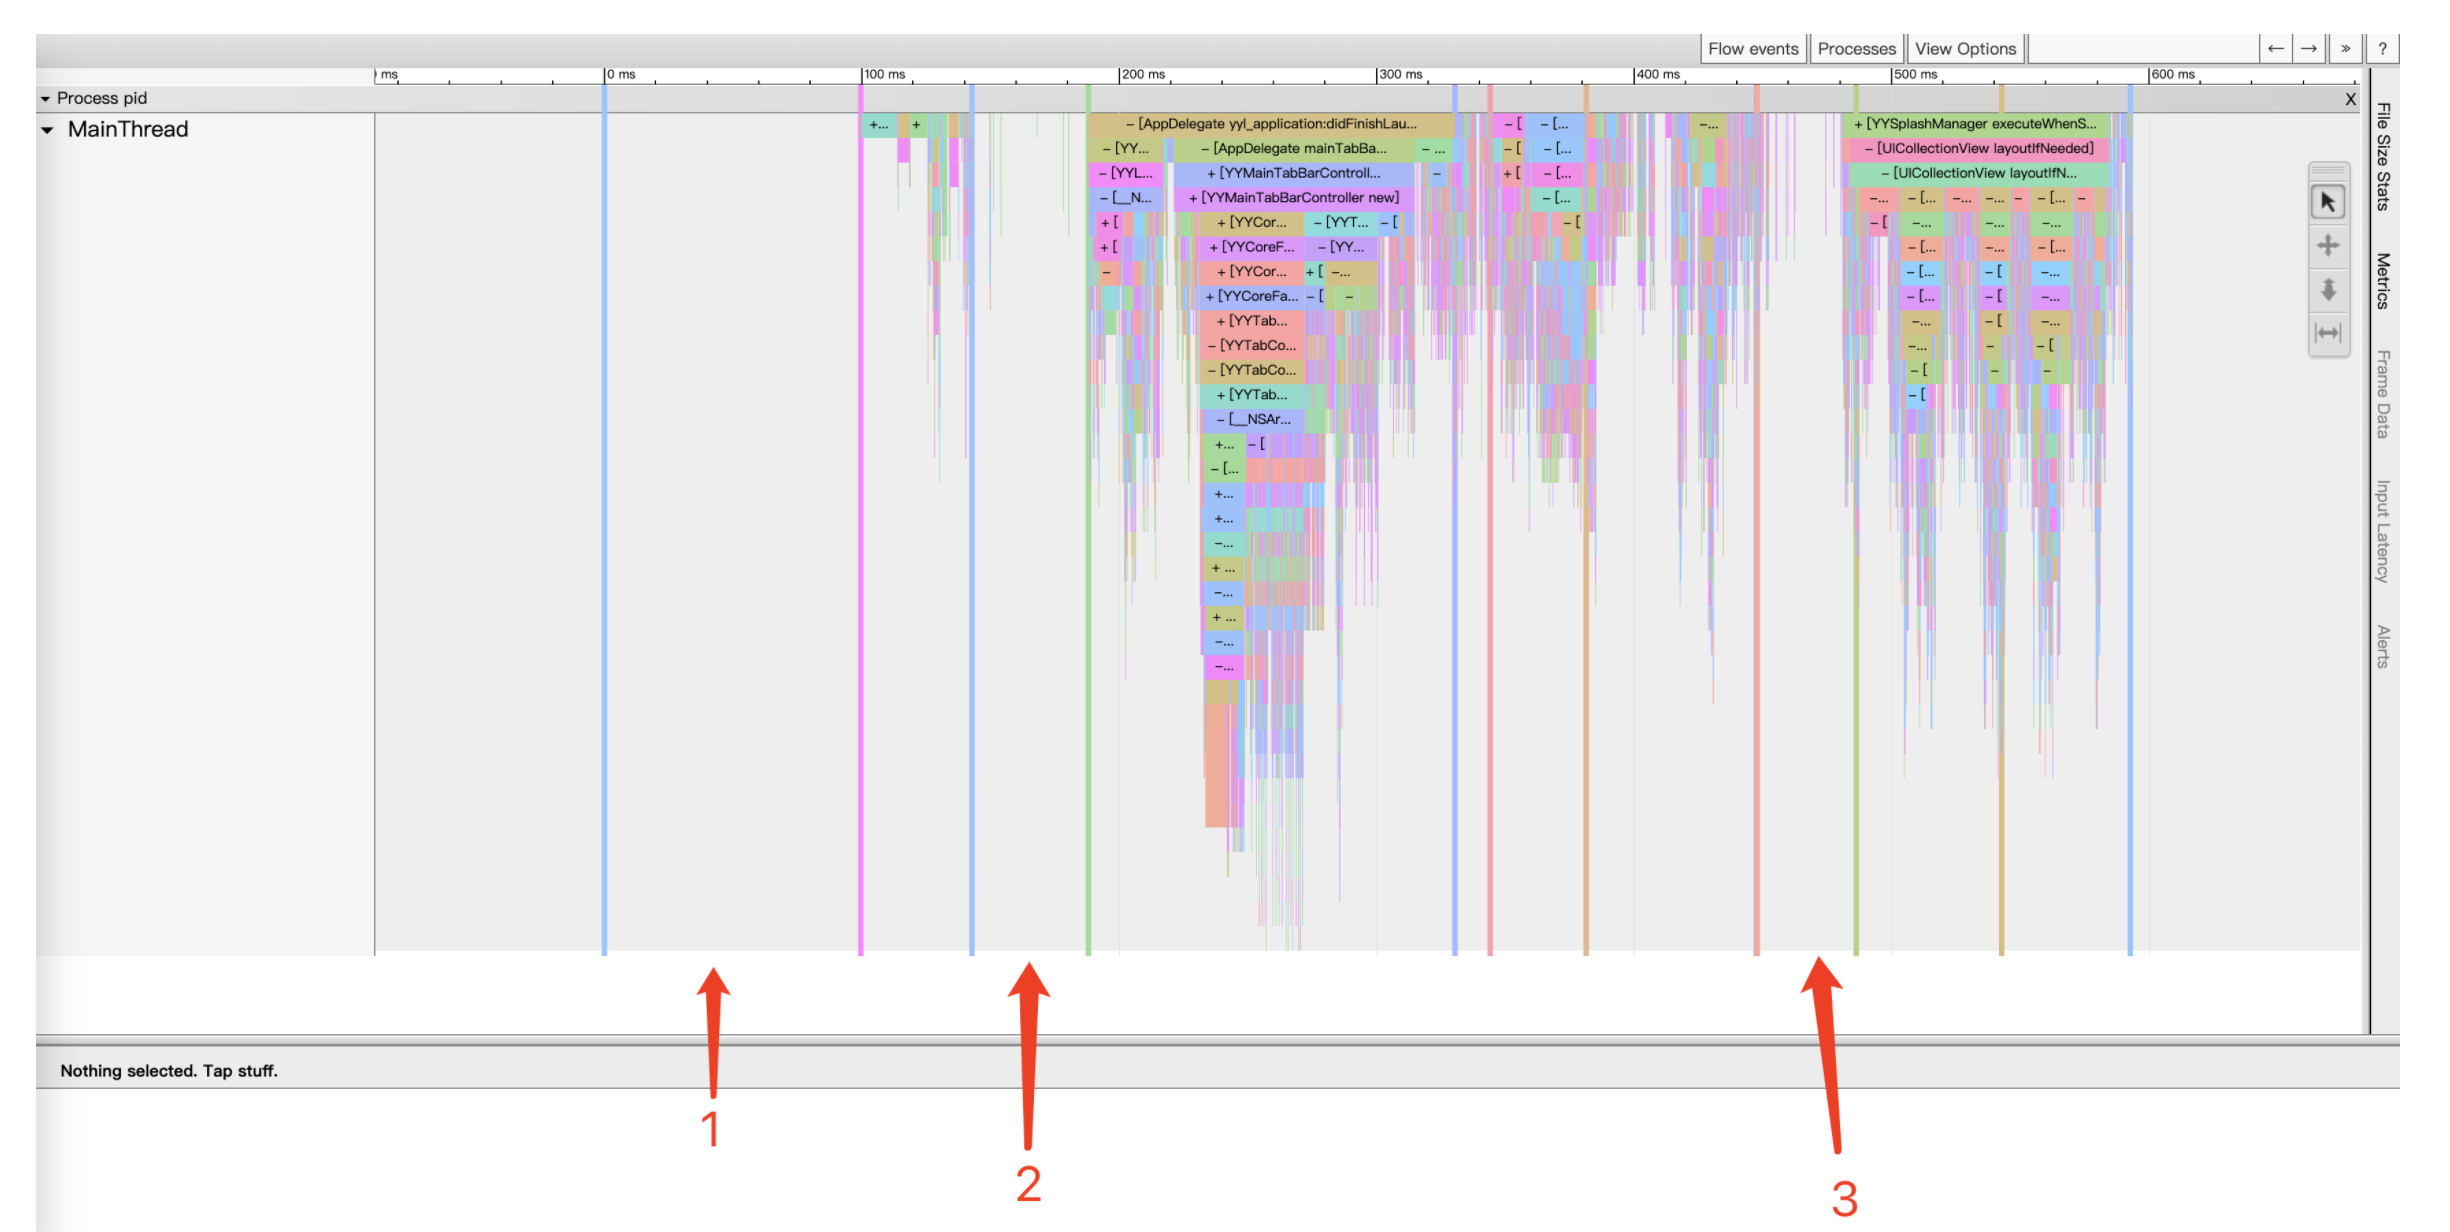 Flow events Processes View Options ← → » ?
ms 0 ms 100 ms 200 ms 300 ms 400 ms 500 ms 600 ms
Process pid X
MainThread
+... + – [AppDelegate yyl_application:didFinishLau... – [ – [... –... + [YYSplashManager executeWhenS...
– [YY... – [AppDelegate mainTabBa... – ... – [ – [... – [UICollectionView layoutIfNeeded]
– [YYL... + [YYMainTabBarControll... – + [ – [... – [UICollectionView layoutIfN...
– [__N... + [YYMainTabBarController new] – [... –... – [... –... –... – – [... –
+ [ + [YYCor... – [YYT... – [ – [ – [ –... –... –...
+ [ + [YYCoreF... – [YY... – [... –... – [...
– + [YYCor... + [ –... – [... – [ –...
+ [YYCoreFa... – [ – – [... – [ –...
+ [YYTab... –... – [ –...
– [YYTabCo... –... – – [
– [YYTabCo... – [ – –
+ [YYTab... – [
– [__NSAr...
+... – [
– [...
+...
+...
–...
+ ...
–...
+ ...
–...
–...
File Size Stats
Metrics
Frame Data
Input Latency
Alerts
Nothing selected. Tap stuff.
1
2
3